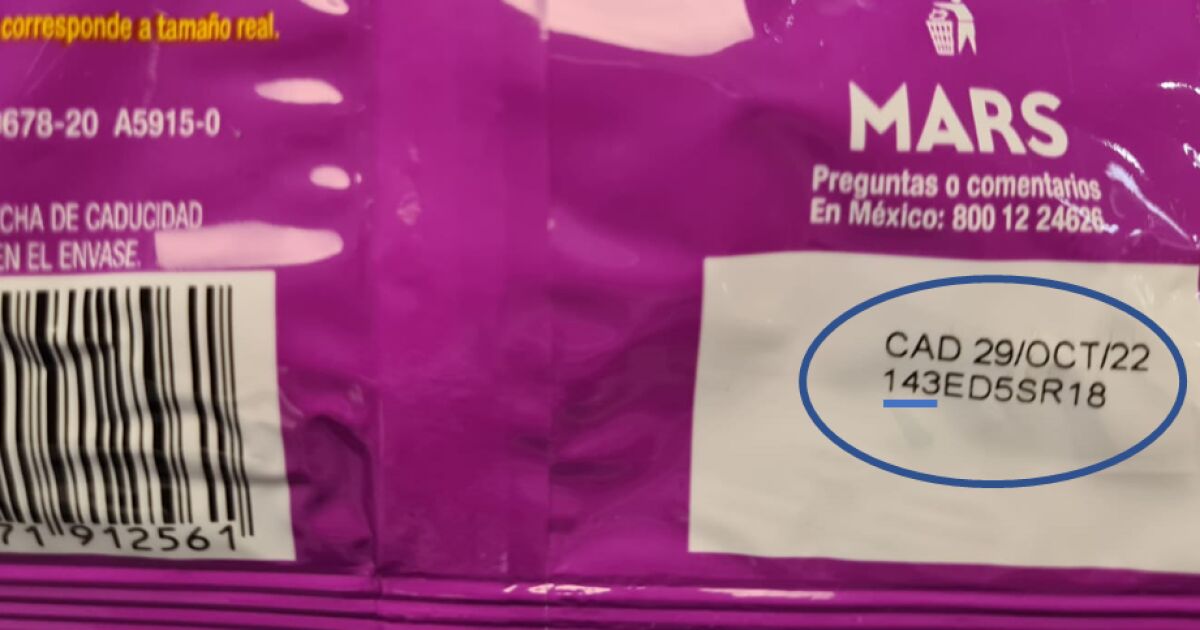 corresponde a tamaño real.
678-20 A5915-0
CHA DE CADUCIDAD
EN EL ENVASE.
71 912561
MARS
Preguntas o comentarios
En México: 800 12 24626
CAD 29/OCT/22
143ED5SR18